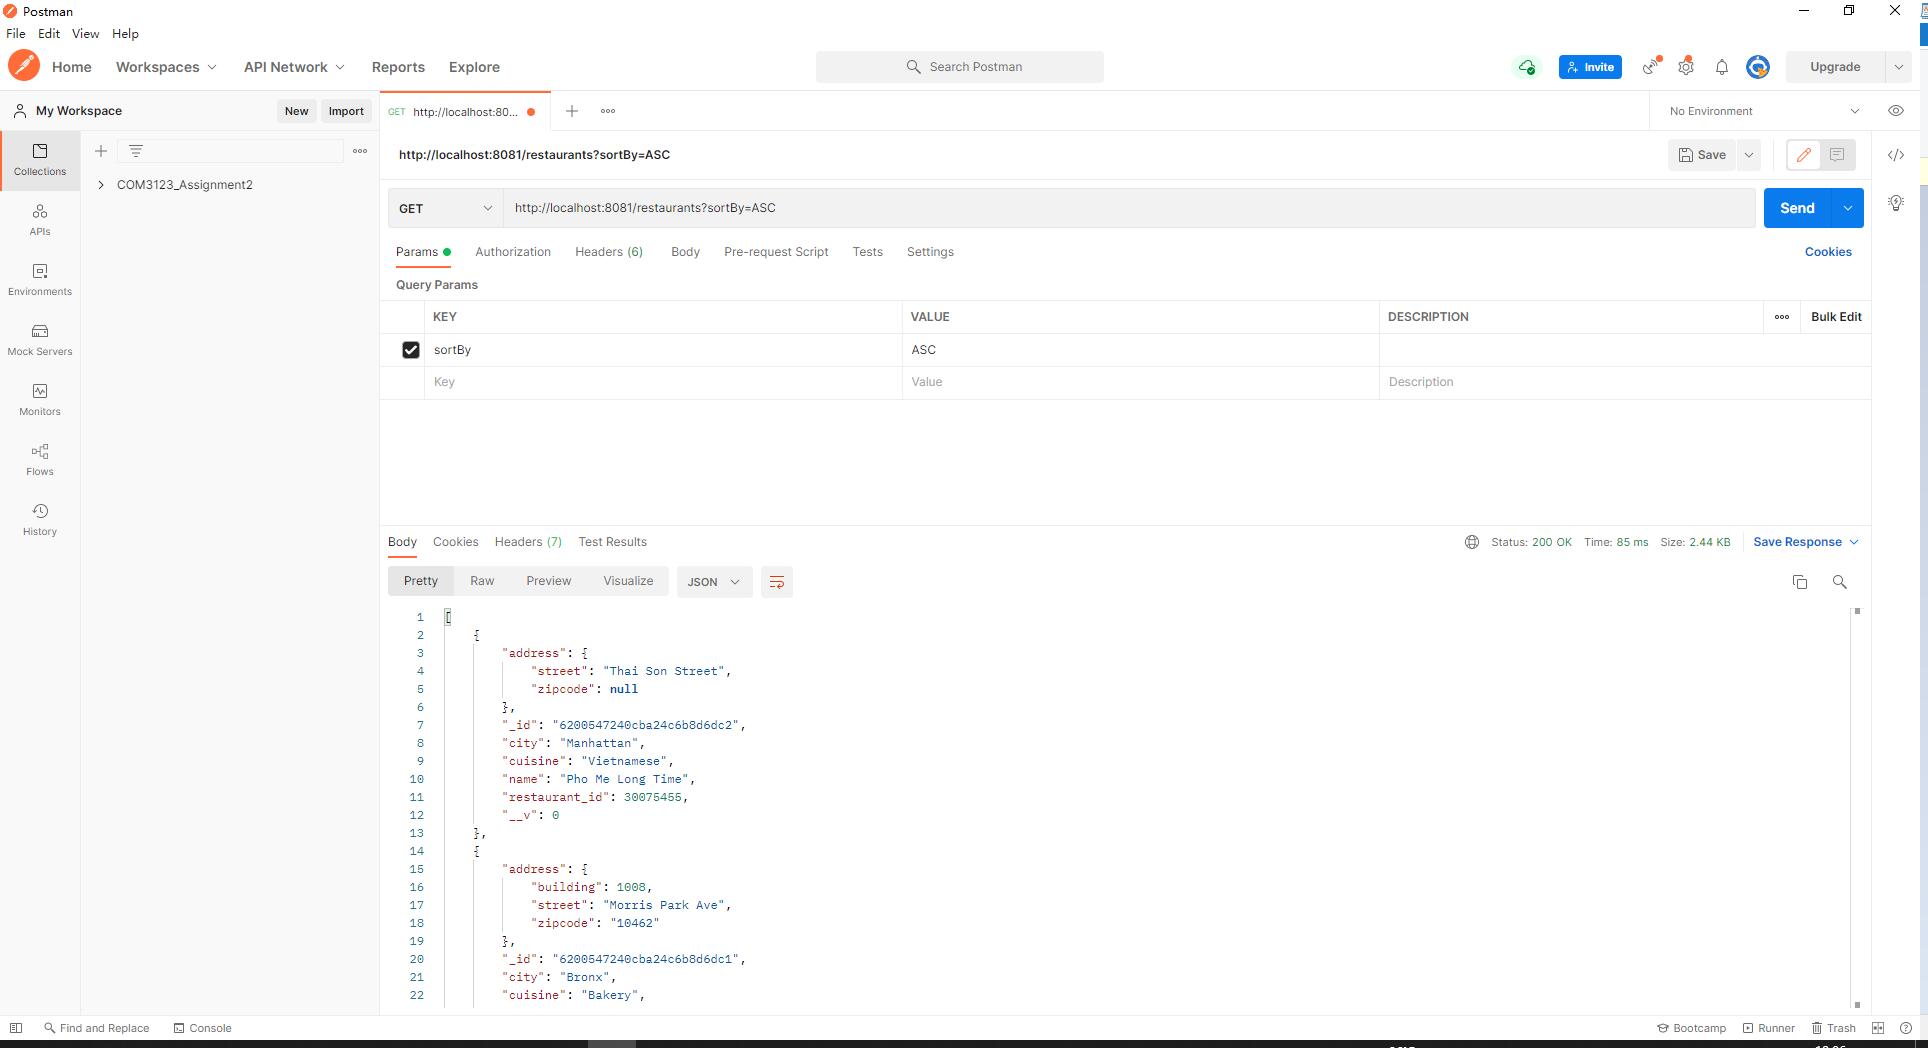 Postman
File Edit View Help
Home Workspaces API Network Reports Explore
Search Postman
Invite
Upgrade
My Workspace
New Import
GET http://localhost:80...
No Environment
Collections
APIs
Environments
Mock Servers
Monitors
Flows
History
COM3123_Assignment2
http://localhost:8081/restaurants?sortBy=ASC
Save
GET http://localhost:8081/restaurants?sortBy=ASC
Send
Params Authorization Headers (6) Body Pre-request Script Tests Settings
Cookies
Query Params
KEY VALUE DESCRIPTION
Bulk Edit
sortBy ASC
Key Value Description
Body Cookies Headers (7) Test Results
Status: 200 OK Time: 85 ms Size: 2.44 KB Save Response
Pretty Raw Preview Visualize JSON
1 [
2 {
3 "address": {
4 "street": "Thai Son Street",
5 "zipcode": null
6 },
7 "_id": "6200547240cba24c6b8d6dc2",
8 "city": "Manhattan",
9 "cuisine": "Vietnamese",
10 "name": "Pho Me Long Time",
11 "restaurant_id": 30075455,
12 "__v": 0
13 },
14 {
15 "address": {
16 "building": 1008,
17 "street": "Morris Park Ave",
18 "zipcode": "10462"
19 },
20 "_id": "6200547240cba24c6b8d6dc1",
21 "city": "Bronx",
22 "cuisine": "Bakery",
Find and Replace Console
Bootcamp Runner Trash